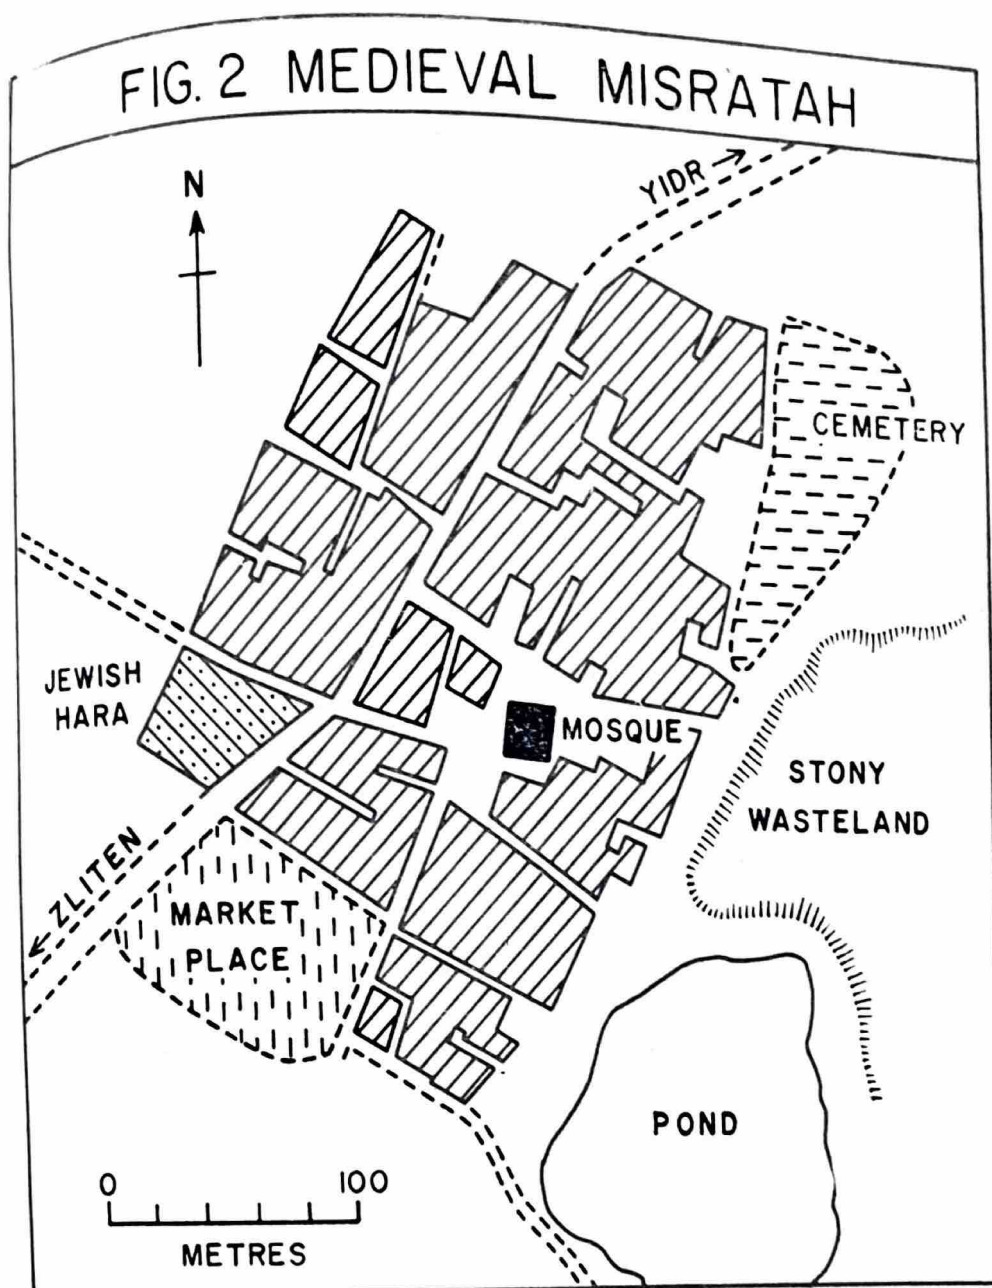 FIG. 2 MEDIEVAL MISRATAH
YIDR →
N
CEMETERY
JEWISH
HARA
MOSQUE
STONY
WASTELAND
← ZLITEN
MARKET
PLACE
POND
0 100
METRES